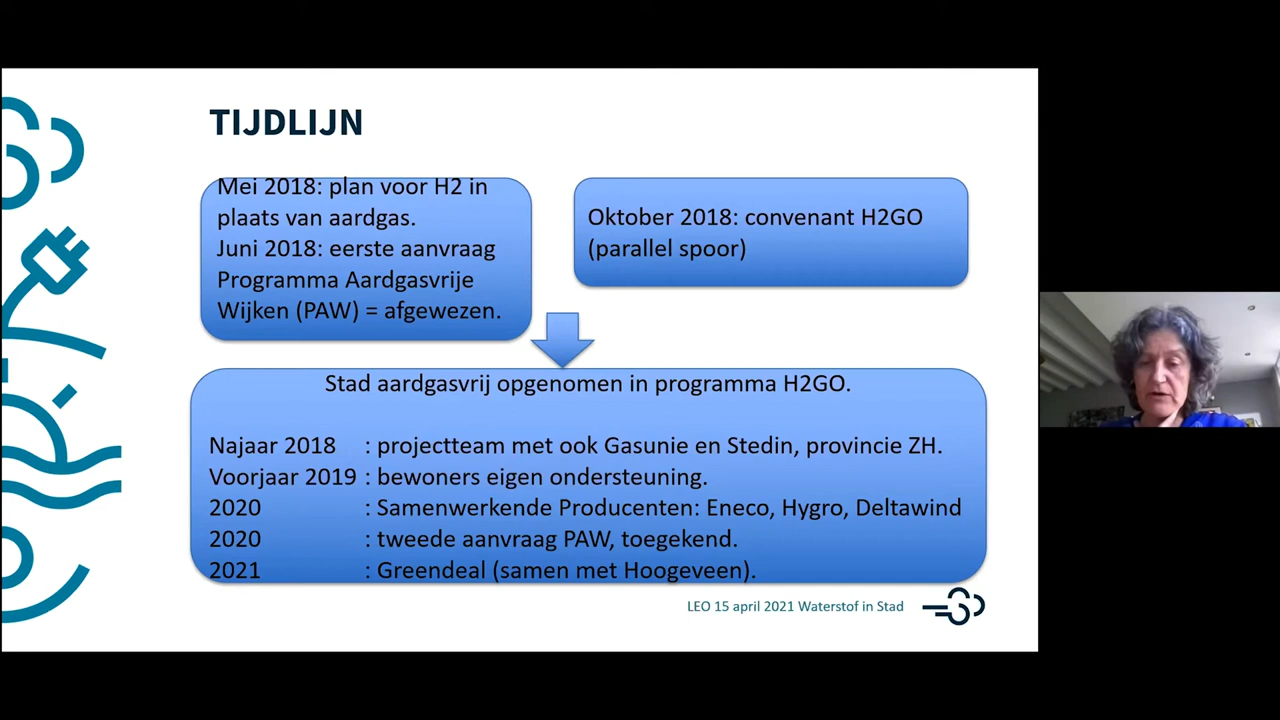 TIJDLIJN
Mei 2018: plan voor H2 in
plaats van aardgas.
Juni 2018: eerste aanvraag
Programma Aardgasvrije
Wijken (PAW) = afgewezen.
Oktober 2018: convenant H2GO
(parallel spoor)
Stad aardgasvrij opgenomen in programma H2GO.
Najaar 2018 : projectteam met ook Gasunie en Stedin, provincie ZH.
Voorjaar 2019 : bewoners eigen ondersteuning.
2020 : Samenwerkende Producenten: Eneco, Hygro, Deltawind
2020 : tweede aanvraag PAW, toegekend.
2021 : Greendeal (samen met Hoogeveen).
LEO 15 april 2021 Waterstof in Stad